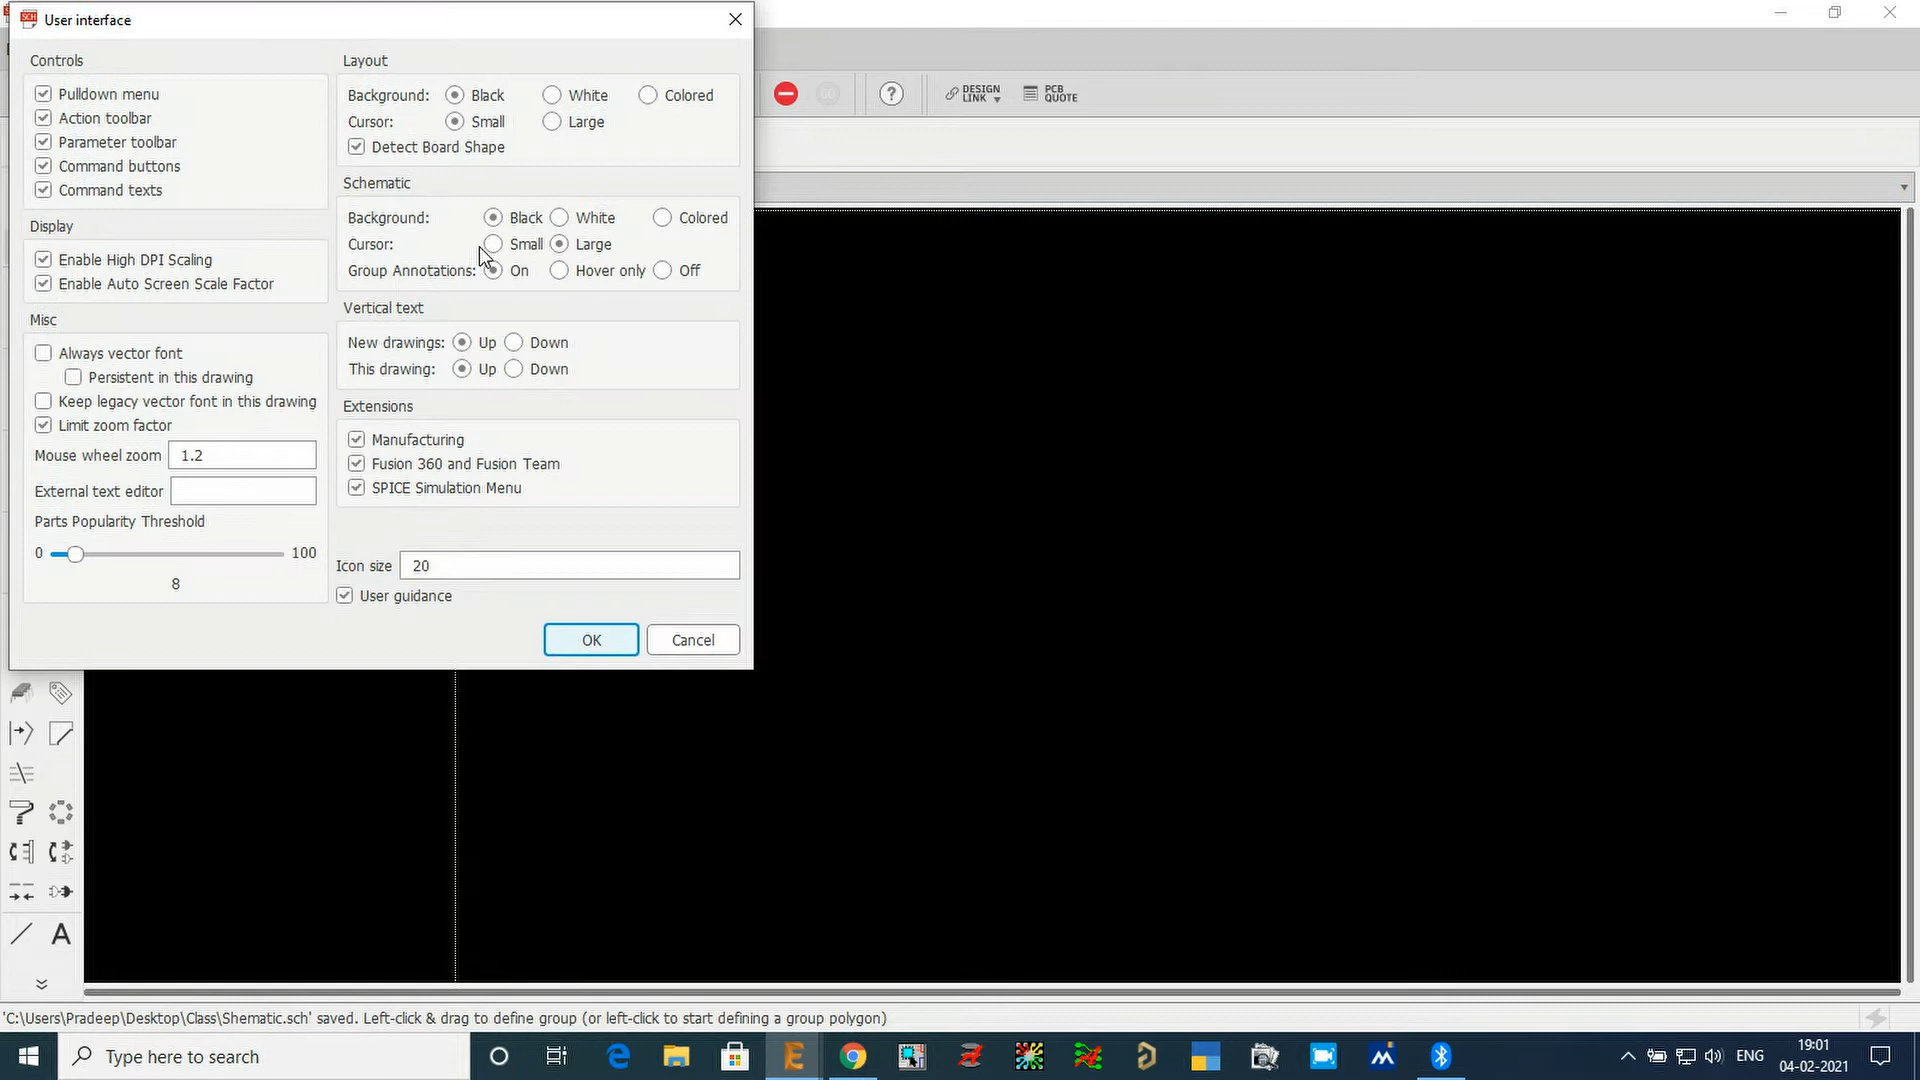 SCH User interface
Controls
Pulldown menu
Action toolbar
Parameter toolbar
Command buttons
Command texts
Display
Enable High DPI Scaling
Enable Auto Screen Scale Factor
Misc
Always vector font
Persistent in this drawing
Keep legacy vector font in this drawing
Limit zoom factor
Mouse wheel zoom 1.2
External text editor
Parts Popularity Threshold
0 100
8
Layout
Background: Black White Colored
Cursor: Small Large
Detect Board Shape
Schematic
Background: Black White Colored
Cursor: Small Large
Group Annotations: On Hover only Off
Vertical text
New drawings: Up Down
This drawing: Up Down
Extensions
Manufacturing
Fusion 360 and Fusion Team
SPICE Simulation Menu
Icon size 20
User guidance
OK Cancel
GO
?
DESIGN
LINK
PCB
QUOTE
A
'C:\Users\Pradeep\Desktop\Class\Shematic.sch' saved. Left-click & drag to define group (or left-click to start defining a group polygon)
Type here to search
ENG
19:01
04-02-2021